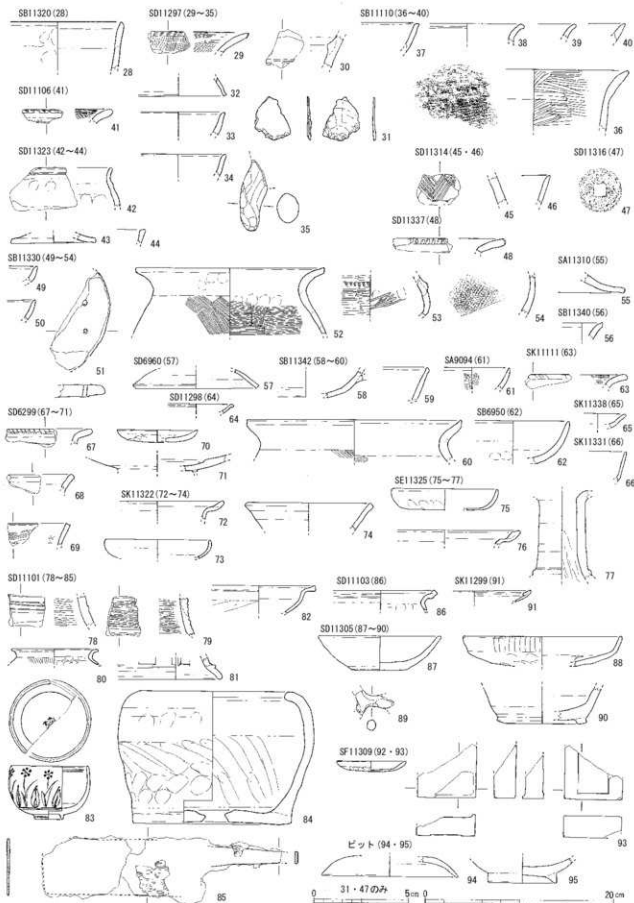 SB11320(28)
SD11297(29～35)
SB11110(36～40)
28
29
30
37
38
39
40
SD11106(41)
32
41
33
31
36
SD11323(42～44)
34
SD11314(45・46)
SD11316(47)
42
35
45
46
47
43
44
SD11337(48)
48
SB11330(49～54)
SA11310(55)
49
50
51
52
53
54
55
SB11340(56)
56
SD6960(57)
SB11342(58～60)
SA9094(61)
SK11111(63)
57
58
59
61
63
SD11298(64)
64
SD6299(67～71)
SB6950(62)
SK11338(65)
65
67
70
60
62
SK11331(66)
66
68
71
SE11325(75～77)
SK11322(72～74)
72
74
75
69
73
76
77
SD11101(78～85)
SD11103(86)
SK11299(91)
78
79
82
86
91
SD11305(87～90)
80
81
87
88
89
90
SF11309(92・93)
83
84
92
93
ピット(94・95)
85
94
95
31・47のみ
0
5cm
0
20cm